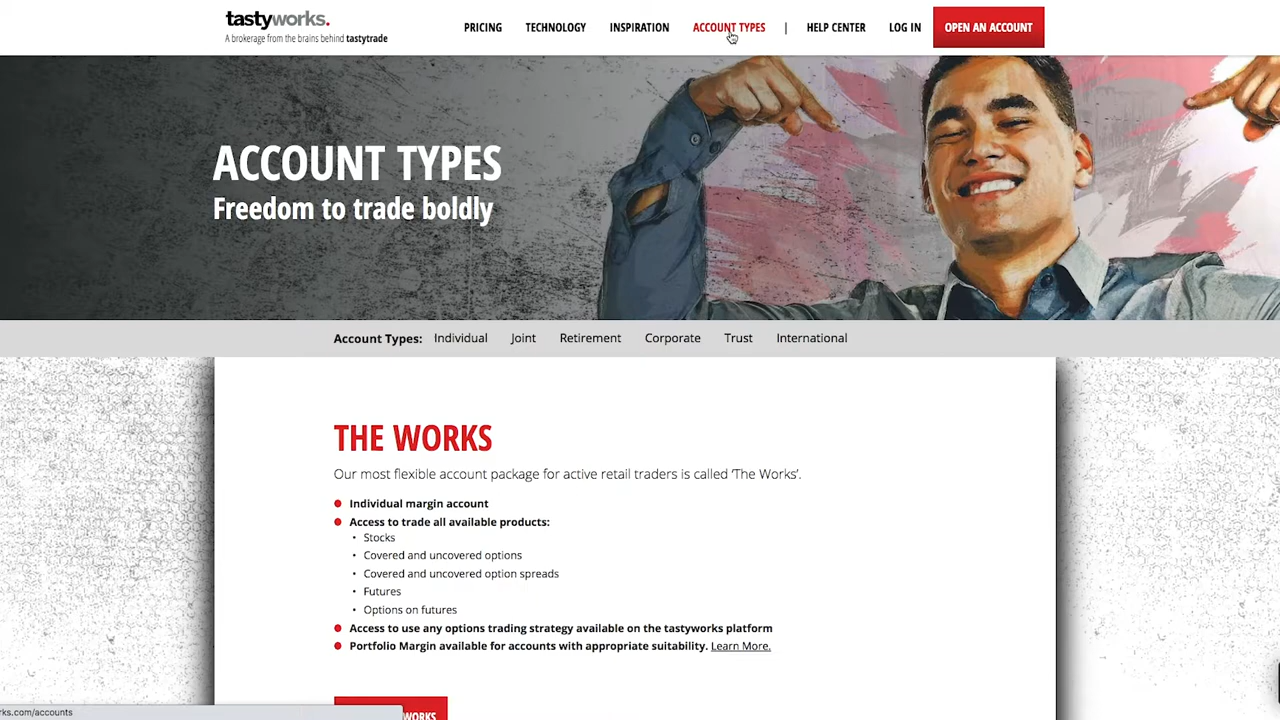 tastyworks.
A brokerage from the brains behind tastytrade
PRICING TECHNOLOGY INSPIRATION ACCOUNT TYPES | HELP CENTER LOG IN OPEN AN ACCOUNT
ACCOUNT TYPES
Freedom to trade boldly
Account Types: Individual Joint Retirement Corporate Trust International
THE WORKS
Our most flexible account package for active retail traders is called 'The Works'.
Individual margin account
Access to trade all available products:
Stocks
Covered and uncovered options
Covered and uncovered option spreads
Futures
Options on futures
Access to use any options trading strategy available on the tastyworks platform
Portfolio Margin available for accounts with appropriate suitability. Learn More.
WORKS
rks.com/accounts